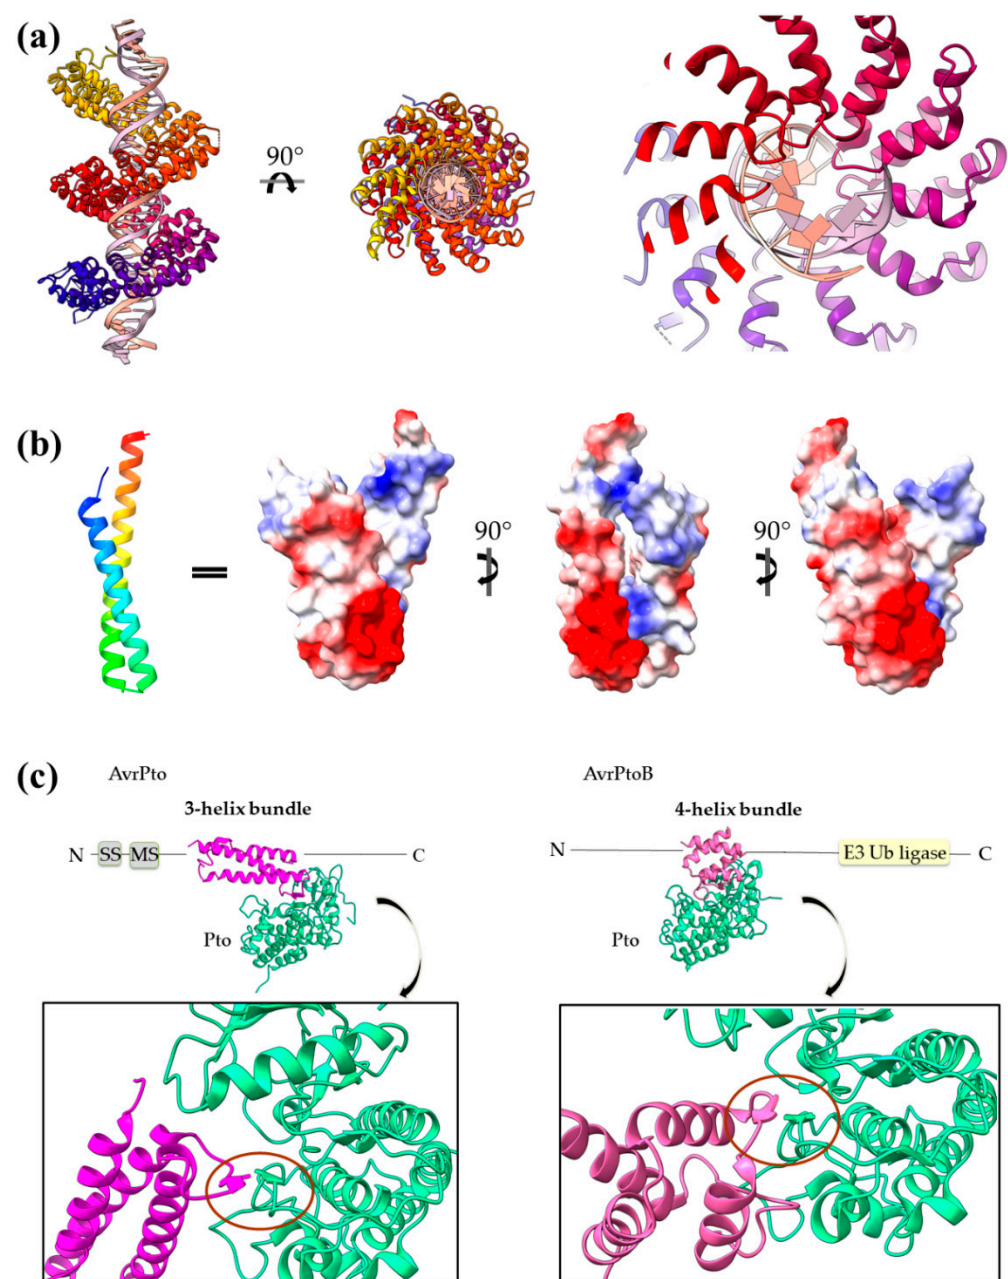 (a)
90°
(b)
90°
90°
(c)
AvrPto
AvrPtoB
3-helix bundle
4-helix bundle
N SS MS C
N E3 Ub ligase C
Pto
Pto